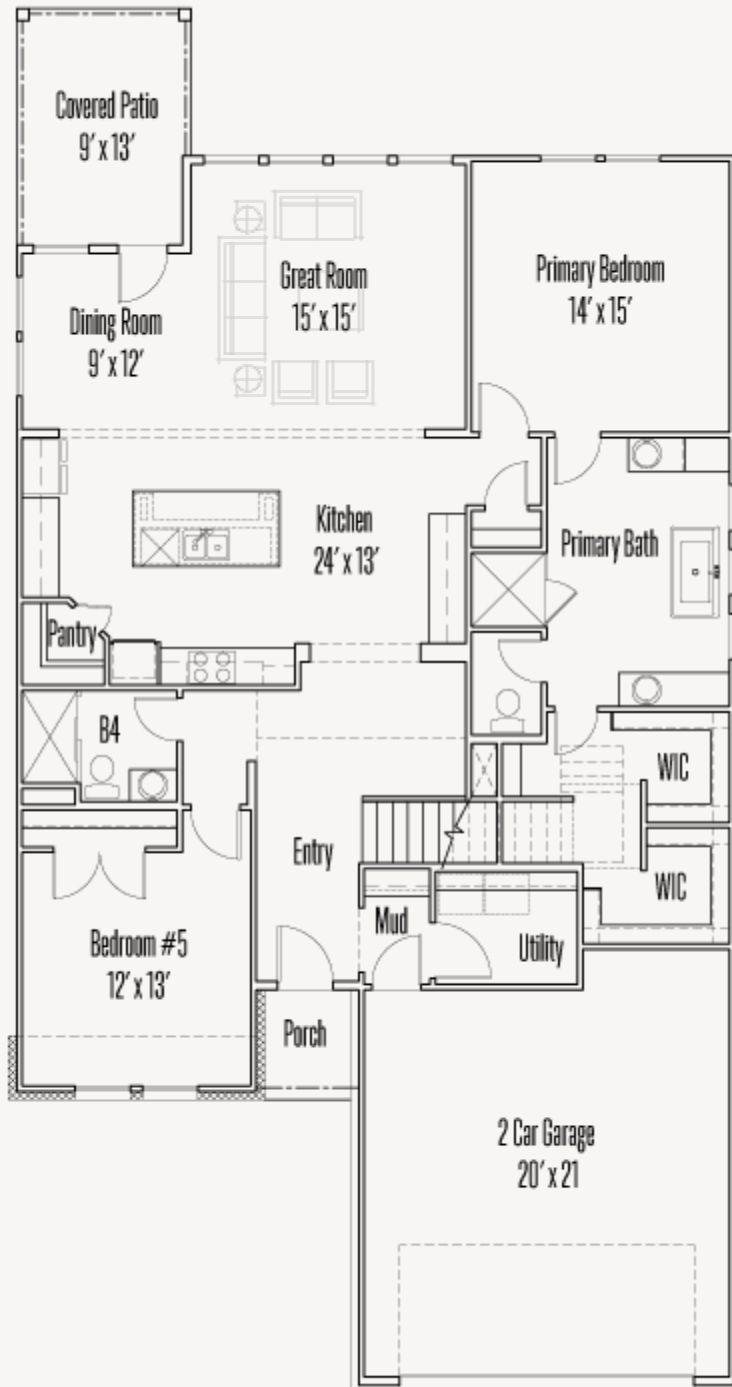 Covered Patio
9' x 13'
Great Room
15' x 15'
Primary Bedroom
14' x 15'
Dining Room
9' x 12'
Kitchen
24' x 13'
Primary Bath
Pantry
B4
WIC
Entry
WIC
Mud
Utility
Bedroom #5
12' x 13'
Porch
2 Car Garage
20' x 21